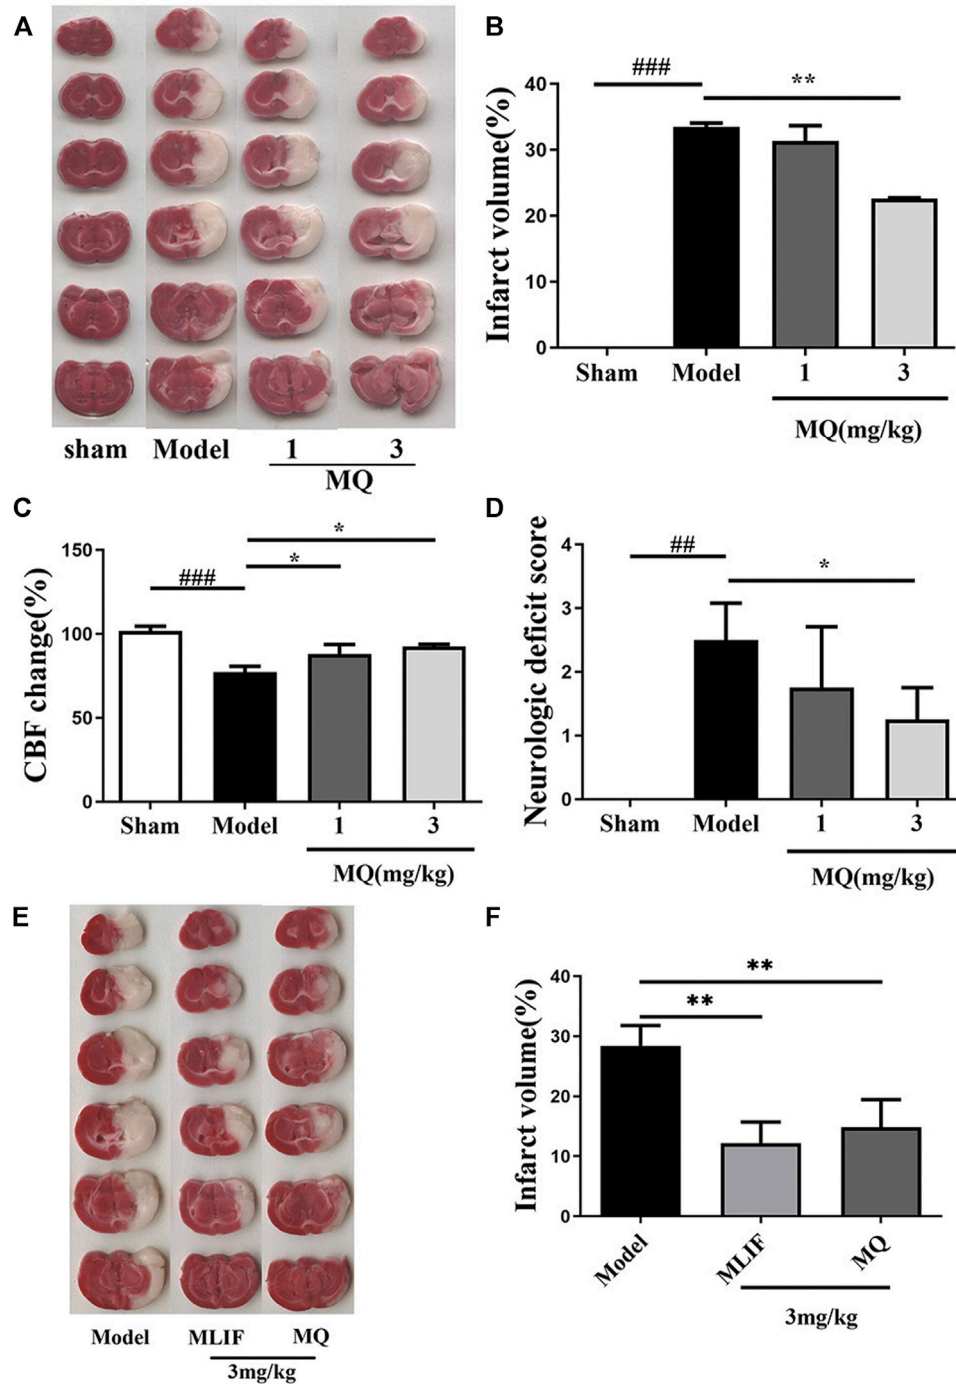 A
sham Model 1 3
MQ
B
Infarct volume(%)
40
30
20
10
0
###
**
Sham Model 1 3
MQ(mg/kg)
C
CBF change(%)
150
100
50
0
###
*
*
Sham Model 1 3
MQ(mg/kg)
D
Neurologic deficit score
4
3
2
1
0
##
*
Sham Model 1 3
MQ(mg/kg)
E
Model MLIF MQ
3mg/kg
F
Infarct volume(%)
40
30
20
10
0
**
**
Model MLIF MQ
3mg/kg